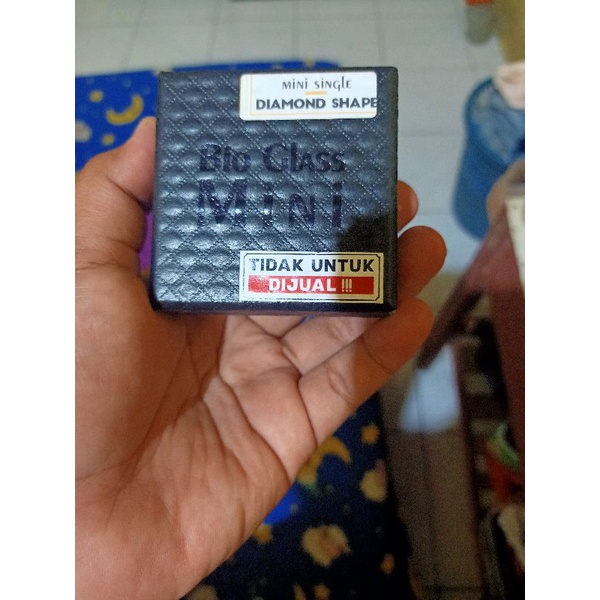 Mini Single
DIAMOND SHAPE
Bio Glass
Mini
TIDAK UNTUK
DIJUAL !!!